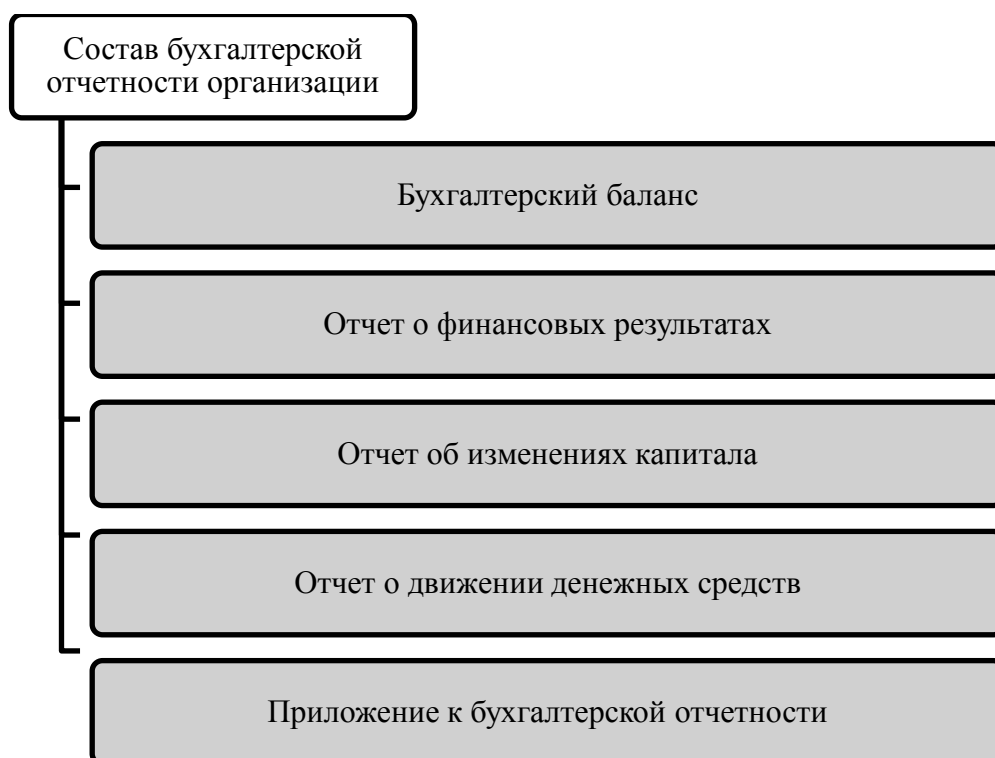 Состав бухгалтерской
отчетности организации
Бухгалтерский баланс
Отчет о финансовых результатах
Отчет об изменениях капитала
Отчет о движении денежных средств
Приложение к бухгалтерской отчетности